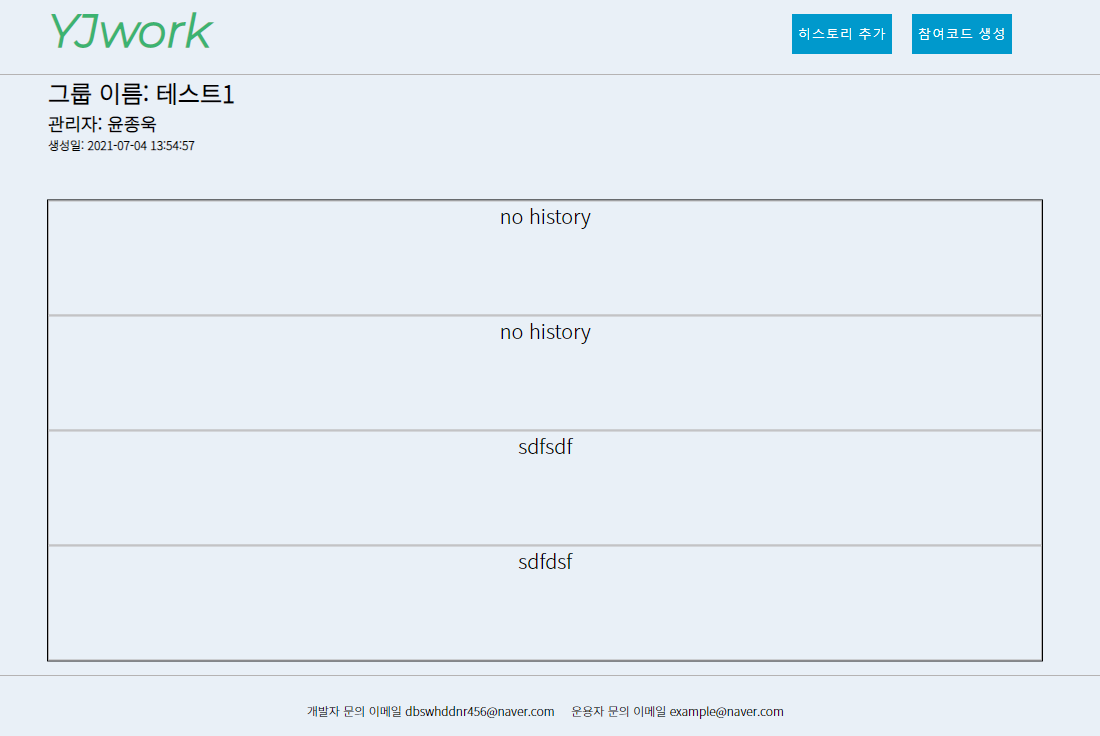 YJwork
히스토리 추가 참여코드 생성
그룹 이름: 테스트1
관리자: 윤종욱
생성일: 2021-07-04 13:54:57
no history
no history
sdfsdf
sdfdsf
개발자 문의 이메일 dbswhddnr456@naver.com 운용자 문의 이메일 example@naver.com